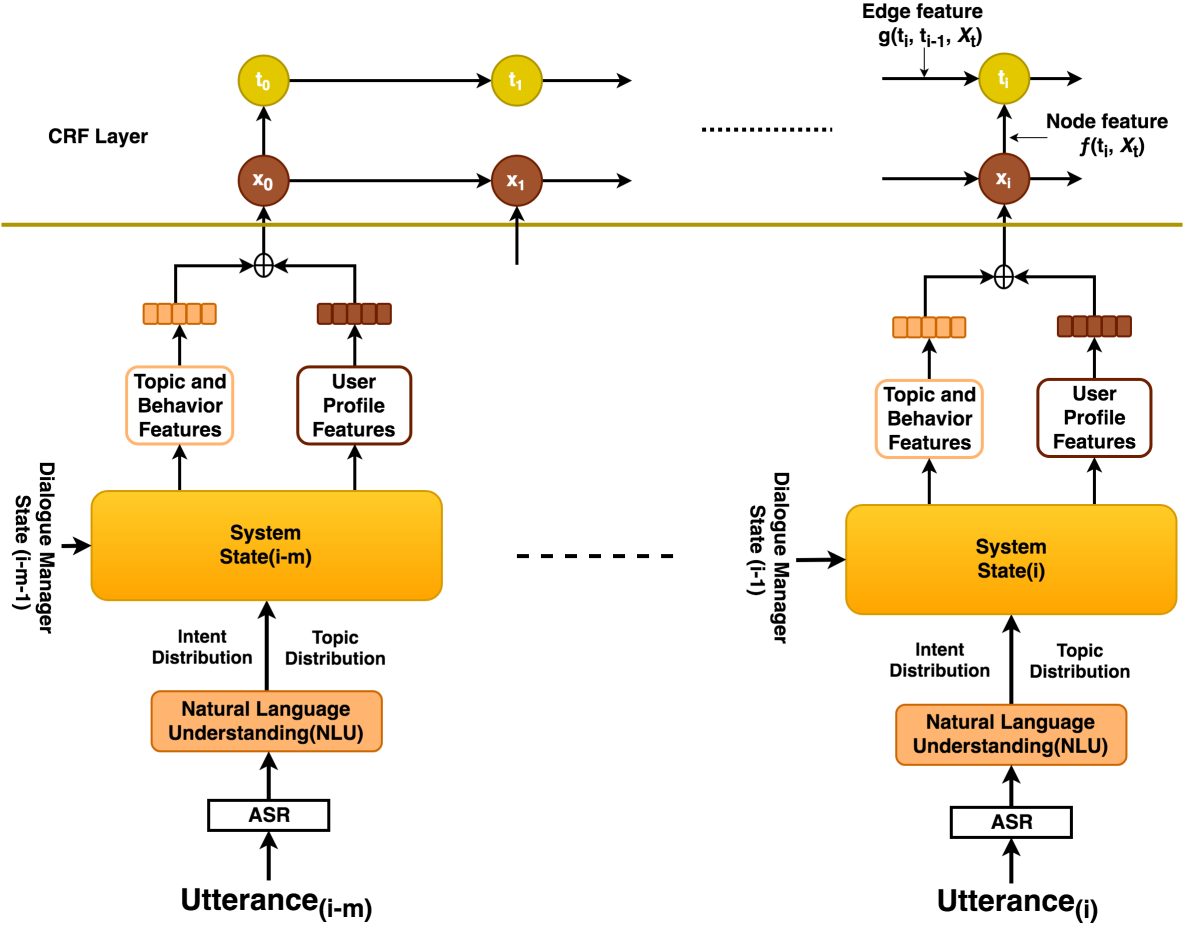 Edge feature
g(tᵢ, tᵢ₋₁, Xₜ)
t₀
t₁
tᵢ
CRF Layer
Node feature
f(tᵢ, Xₜ)
x₀
x₁
xᵢ
Topic and
Behavior
Features
User
Profile
Features
Topic and
Behavior
Features
User
Profile
Features
Dialogue Manager
State (i-m-1)
System
State(i-m)
Dialogue Manager
State (i-1)
System
State(i)
Intent
Distribution
Topic
Distribution
Intent
Distribution
Topic
Distribution
Natural Language
Understanding(NLU)
Natural Language
Understanding(NLU)
ASR
ASR
Utterance(i-m)
Utterance(i)